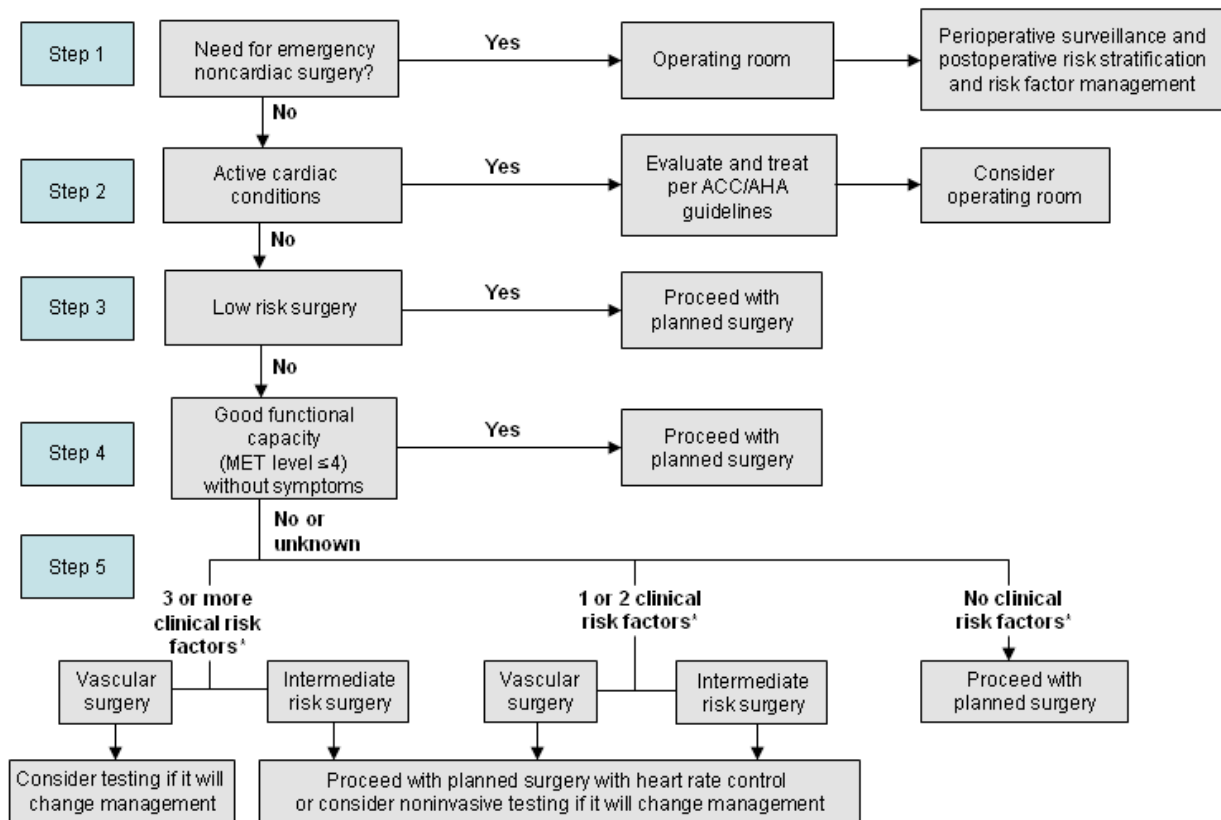 Step 1
Need for emergency
noncardiac surgery?
Yes
Operating room
Perioperative surveillance and
postoperative risk stratification
and risk factor management
No
Step 2
Active cardiac
conditions
Yes
Evaluate and treat
per ACC/AHA
guidelines
Consider
operating room
No
Step 3
Low risk surgery
Yes
Proceed with
planned surgery
No
Step 4
Good functional
capacity
(MET level ≤4)
without symptoms
Yes
Proceed with
planned surgery
No or
unknown
Step 5
3 or more
clinical risk
factors*
1 or 2 clinical
risk factors*
No clinical
risk factors*
Vascular
surgery
Intermediate
risk surgery
Vascular
surgery
Intermediate
risk surgery
Proceed with
planned surgery
Consider testing if it will
change management
Proceed with planned surgery with heart rate control
or consider noninvasive testing if it will change management